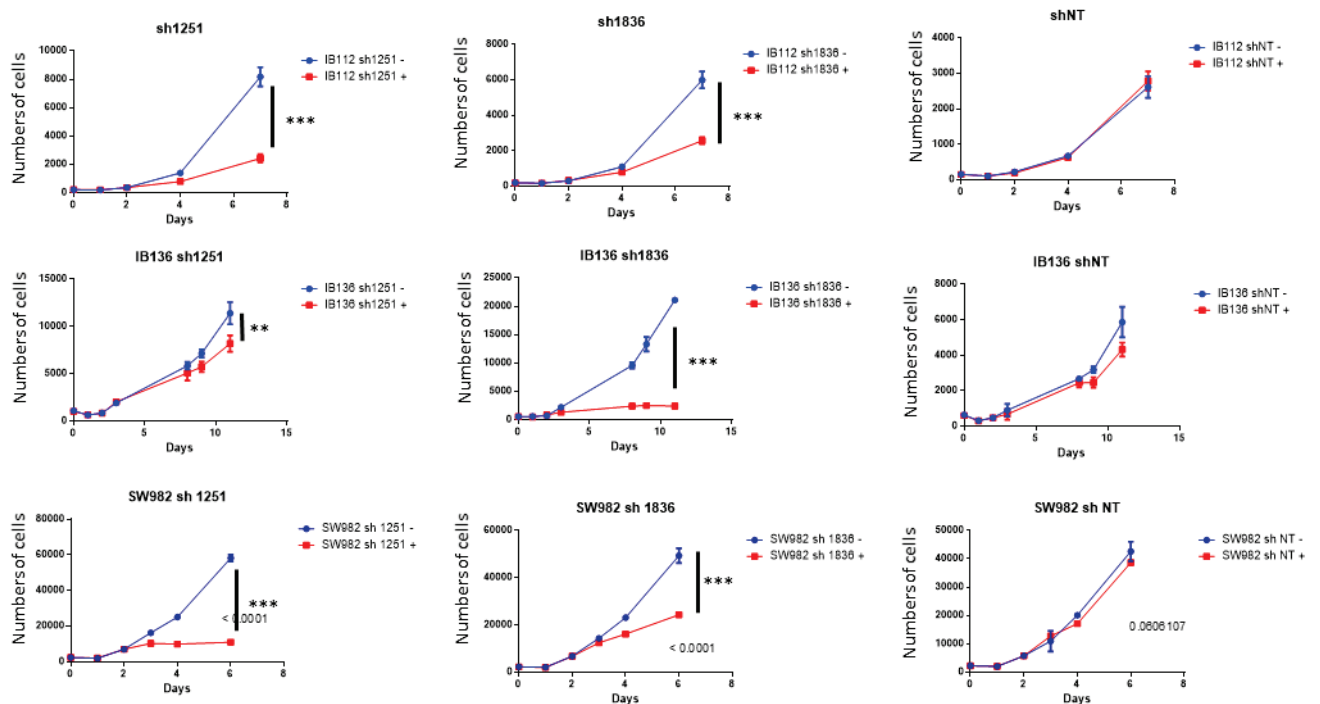 sh1251
Numbers of cells
10000
8000
6000
4000
2000
0
0 2 4 6 8
Days
IB112 sh1251 -
IB112 sh1251 +
***
sh1836
Numbers of cells
8000
6000
4000
2000
0
0 2 4 6 8
Days
IB112 sh1836 -
IB112 sh1836 +
***
shNT
Numbers of cells
4000
3000
2000
1000
0
0 2 4 6 8
Days
IB112 shNT -
IB112 shNT +
IB136 sh1251
Numbers of cells
15000
10000
5000
0
0 5 10 15
Days
IB136 sh1251 -
IB136 sh1251 +
**
IB136 sh1836
Numbers of cells
25000
20000
15000
10000
5000
0
0 5 10 15
Days
IB136 sh1836 -
IB136 sh1836 +
***
IB136 shNT
Numbers of cells
8000
6000
4000
2000
0
0 5 10 15
Days
IB136 shNT -
IB136 shNT +
SW982 sh 1251
Numbers of cells
80000
60000
40000
20000
0
0 2 4 6 8
Days
SW982 sh 1251 -
SW982 sh 1251 +
***
< 0.0001
SW982 sh 1836
Numbers of cells
60000
40000
20000
0
0 2 4 6 8
Days
SW982 sh 1836 -
SW982 sh 1836 +
***
< 0.0001
SW982 sh NT
Numbers of cells
50000
40000
30000
20000
10000
0
0 2 4 6 8
Days
SW982 sh NT -
SW982 sh NT +
0.0606107